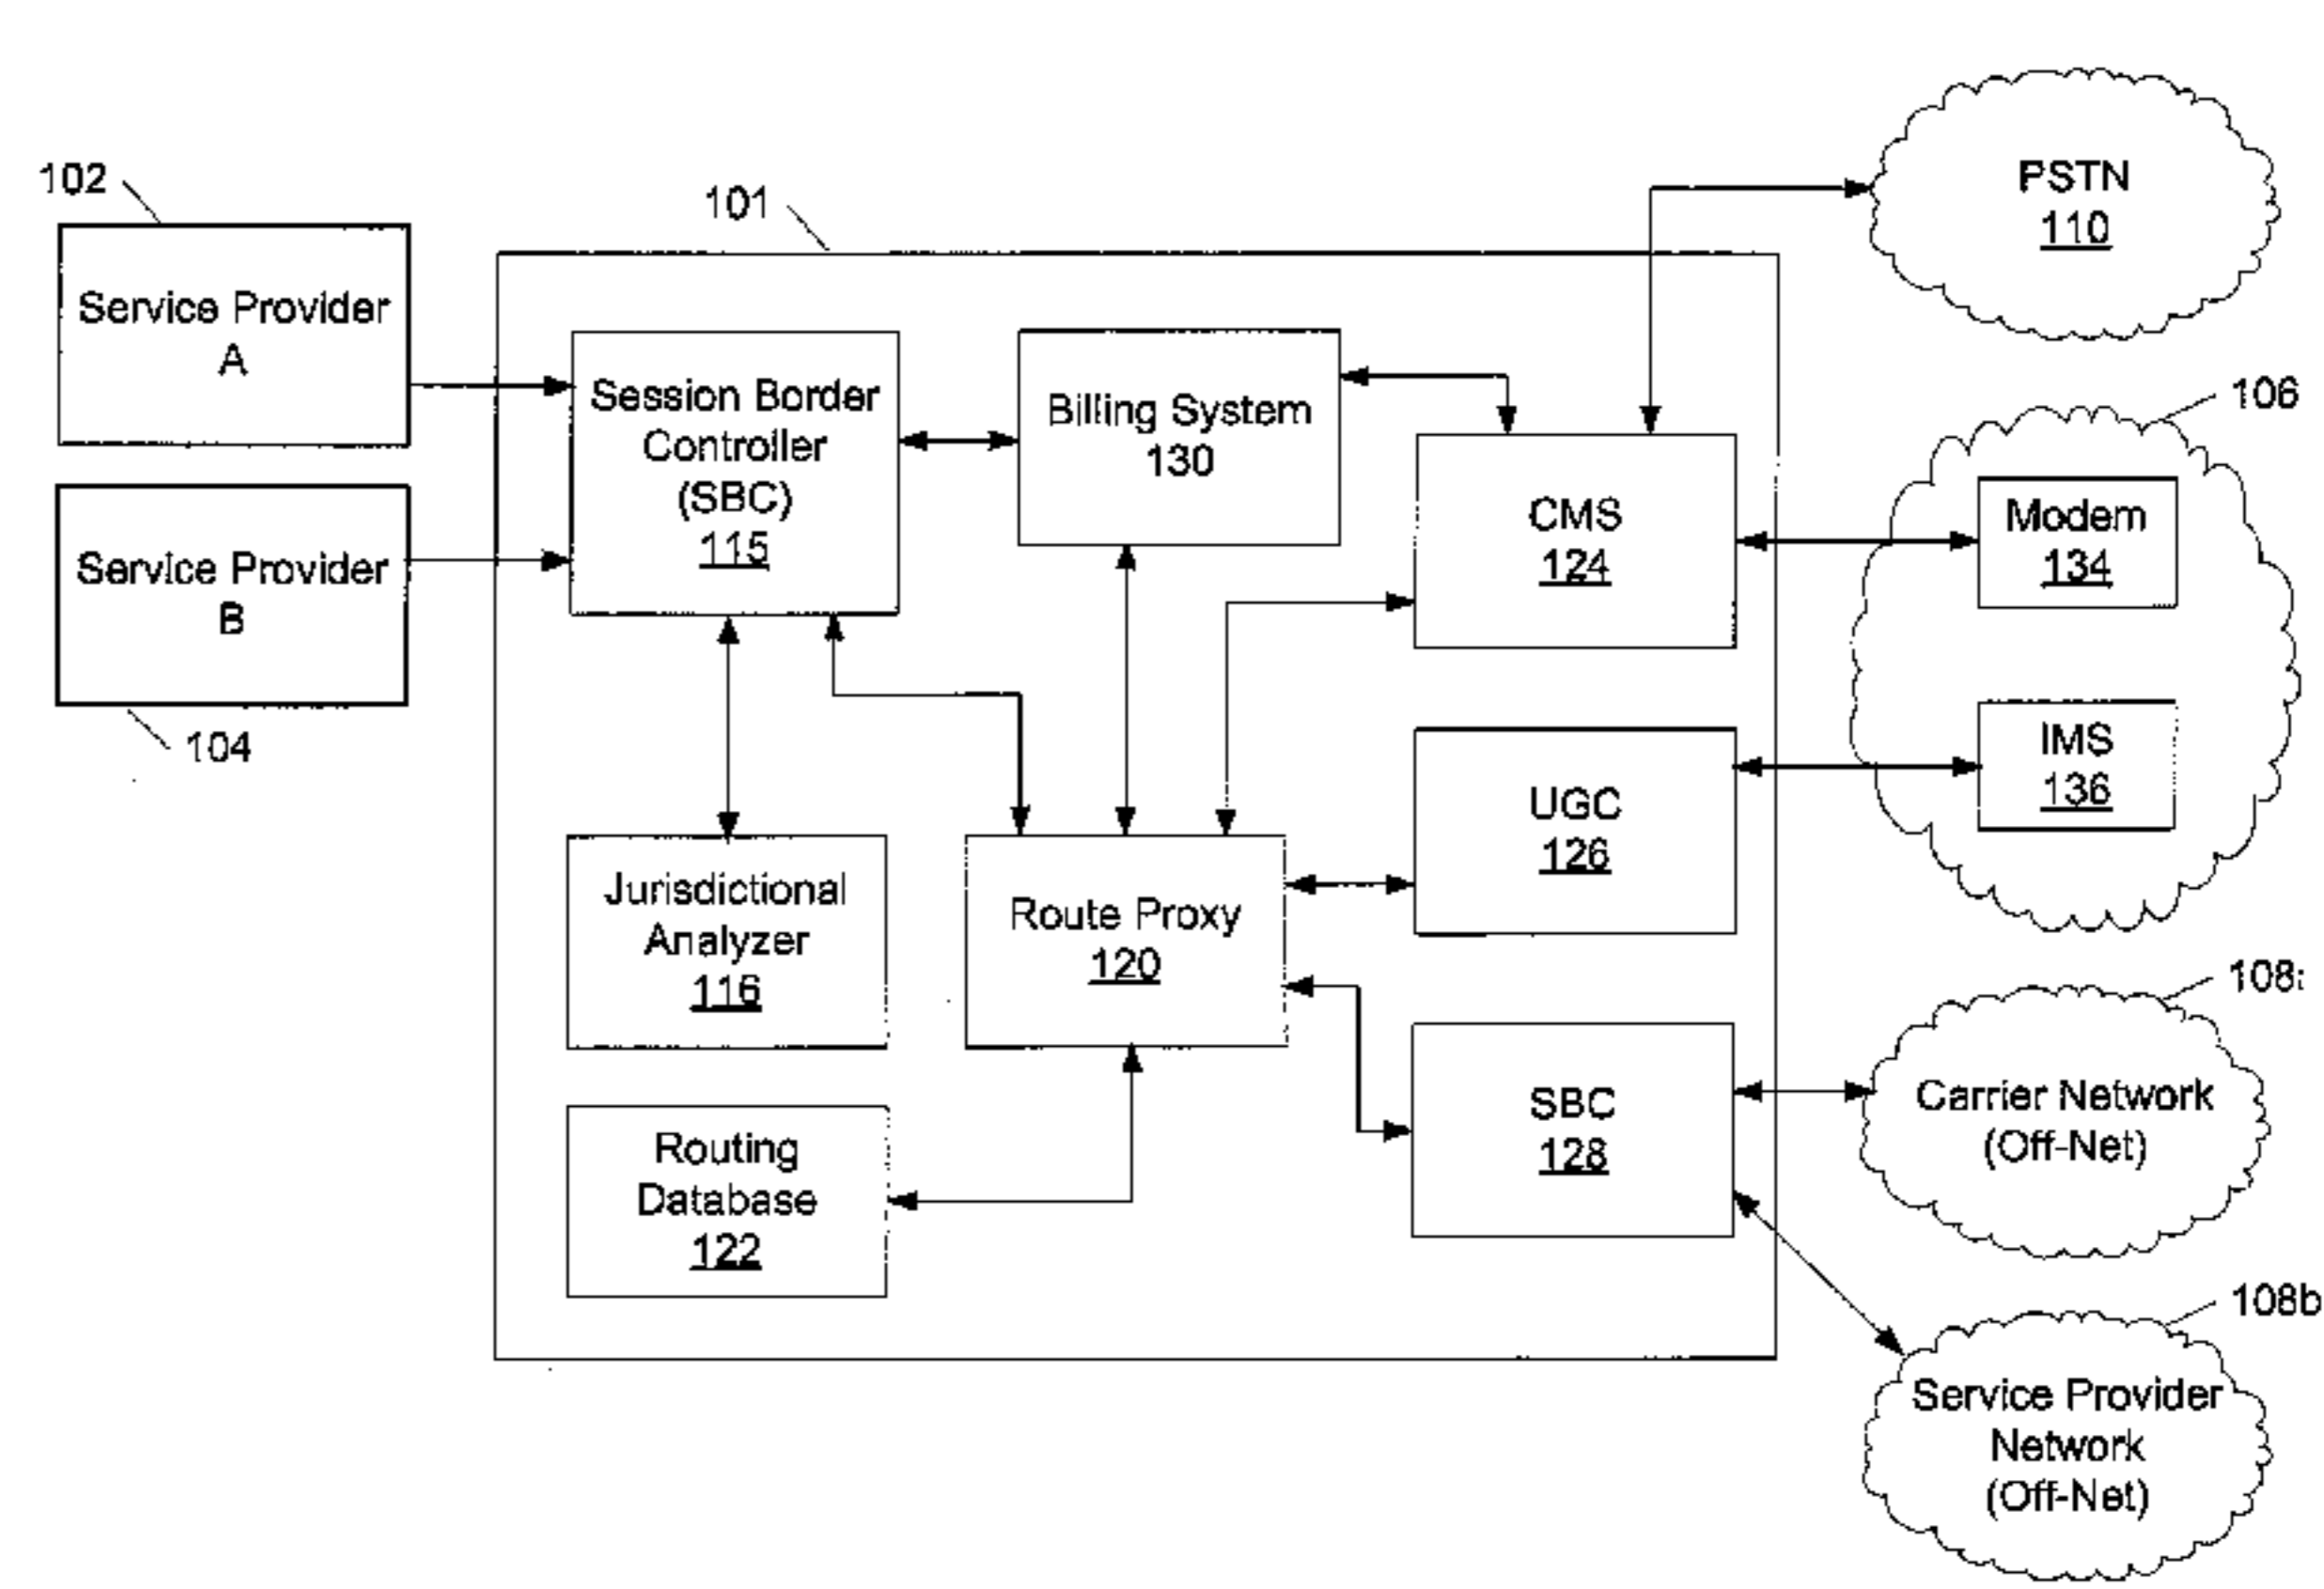 102
Service Provider
A
Service Provider
B
104
101
Session Border
Controller
(SBC)
115
Billing System
130
CMS
124
UGC
126
SBC
128
Jurisdictional
Analyzer
116
Route Proxy
120
Routing
Database
122
PSTN
110
106
Modem
134
IMS
136
Carrier Network
(Off-Net)
108b
Service Provider
Network
(Off-Net)